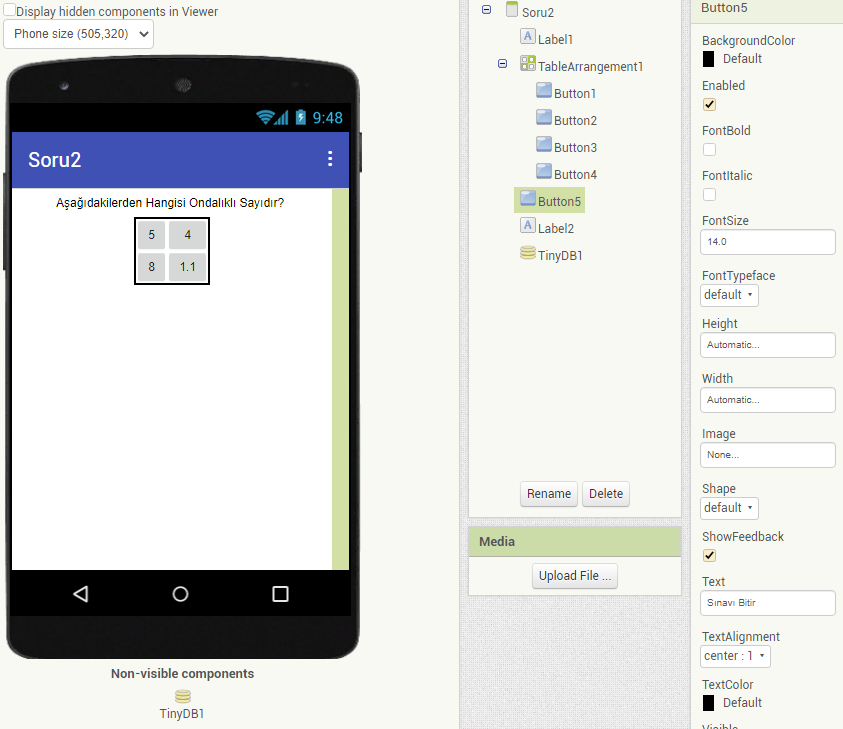 Display hidden components in Viewer
Phone size (505,320)
9:48
Soru2
Aşağıdakilerden Hangisi Ondalıklı Sayıdır?
5 4
8 1.1
Non-visible components
TinyDB1
Soru2
Label1
TableArrangement1
Button1
Button2
Button3
Button4
Button5
Label2
TinyDB1
Rename Delete
Media
Upload File ...
Button5
BackgroundColor
Default
Enabled
FontBold
FontItalic
FontSize
14.0
FontTypeface
default
Height
Automatic...
Width
Automatic...
Image
None...
Shape
default
ShowFeedback
Text
Sınavı Bitir
TextAlignment
center : 1
TextColor
Default
Visible